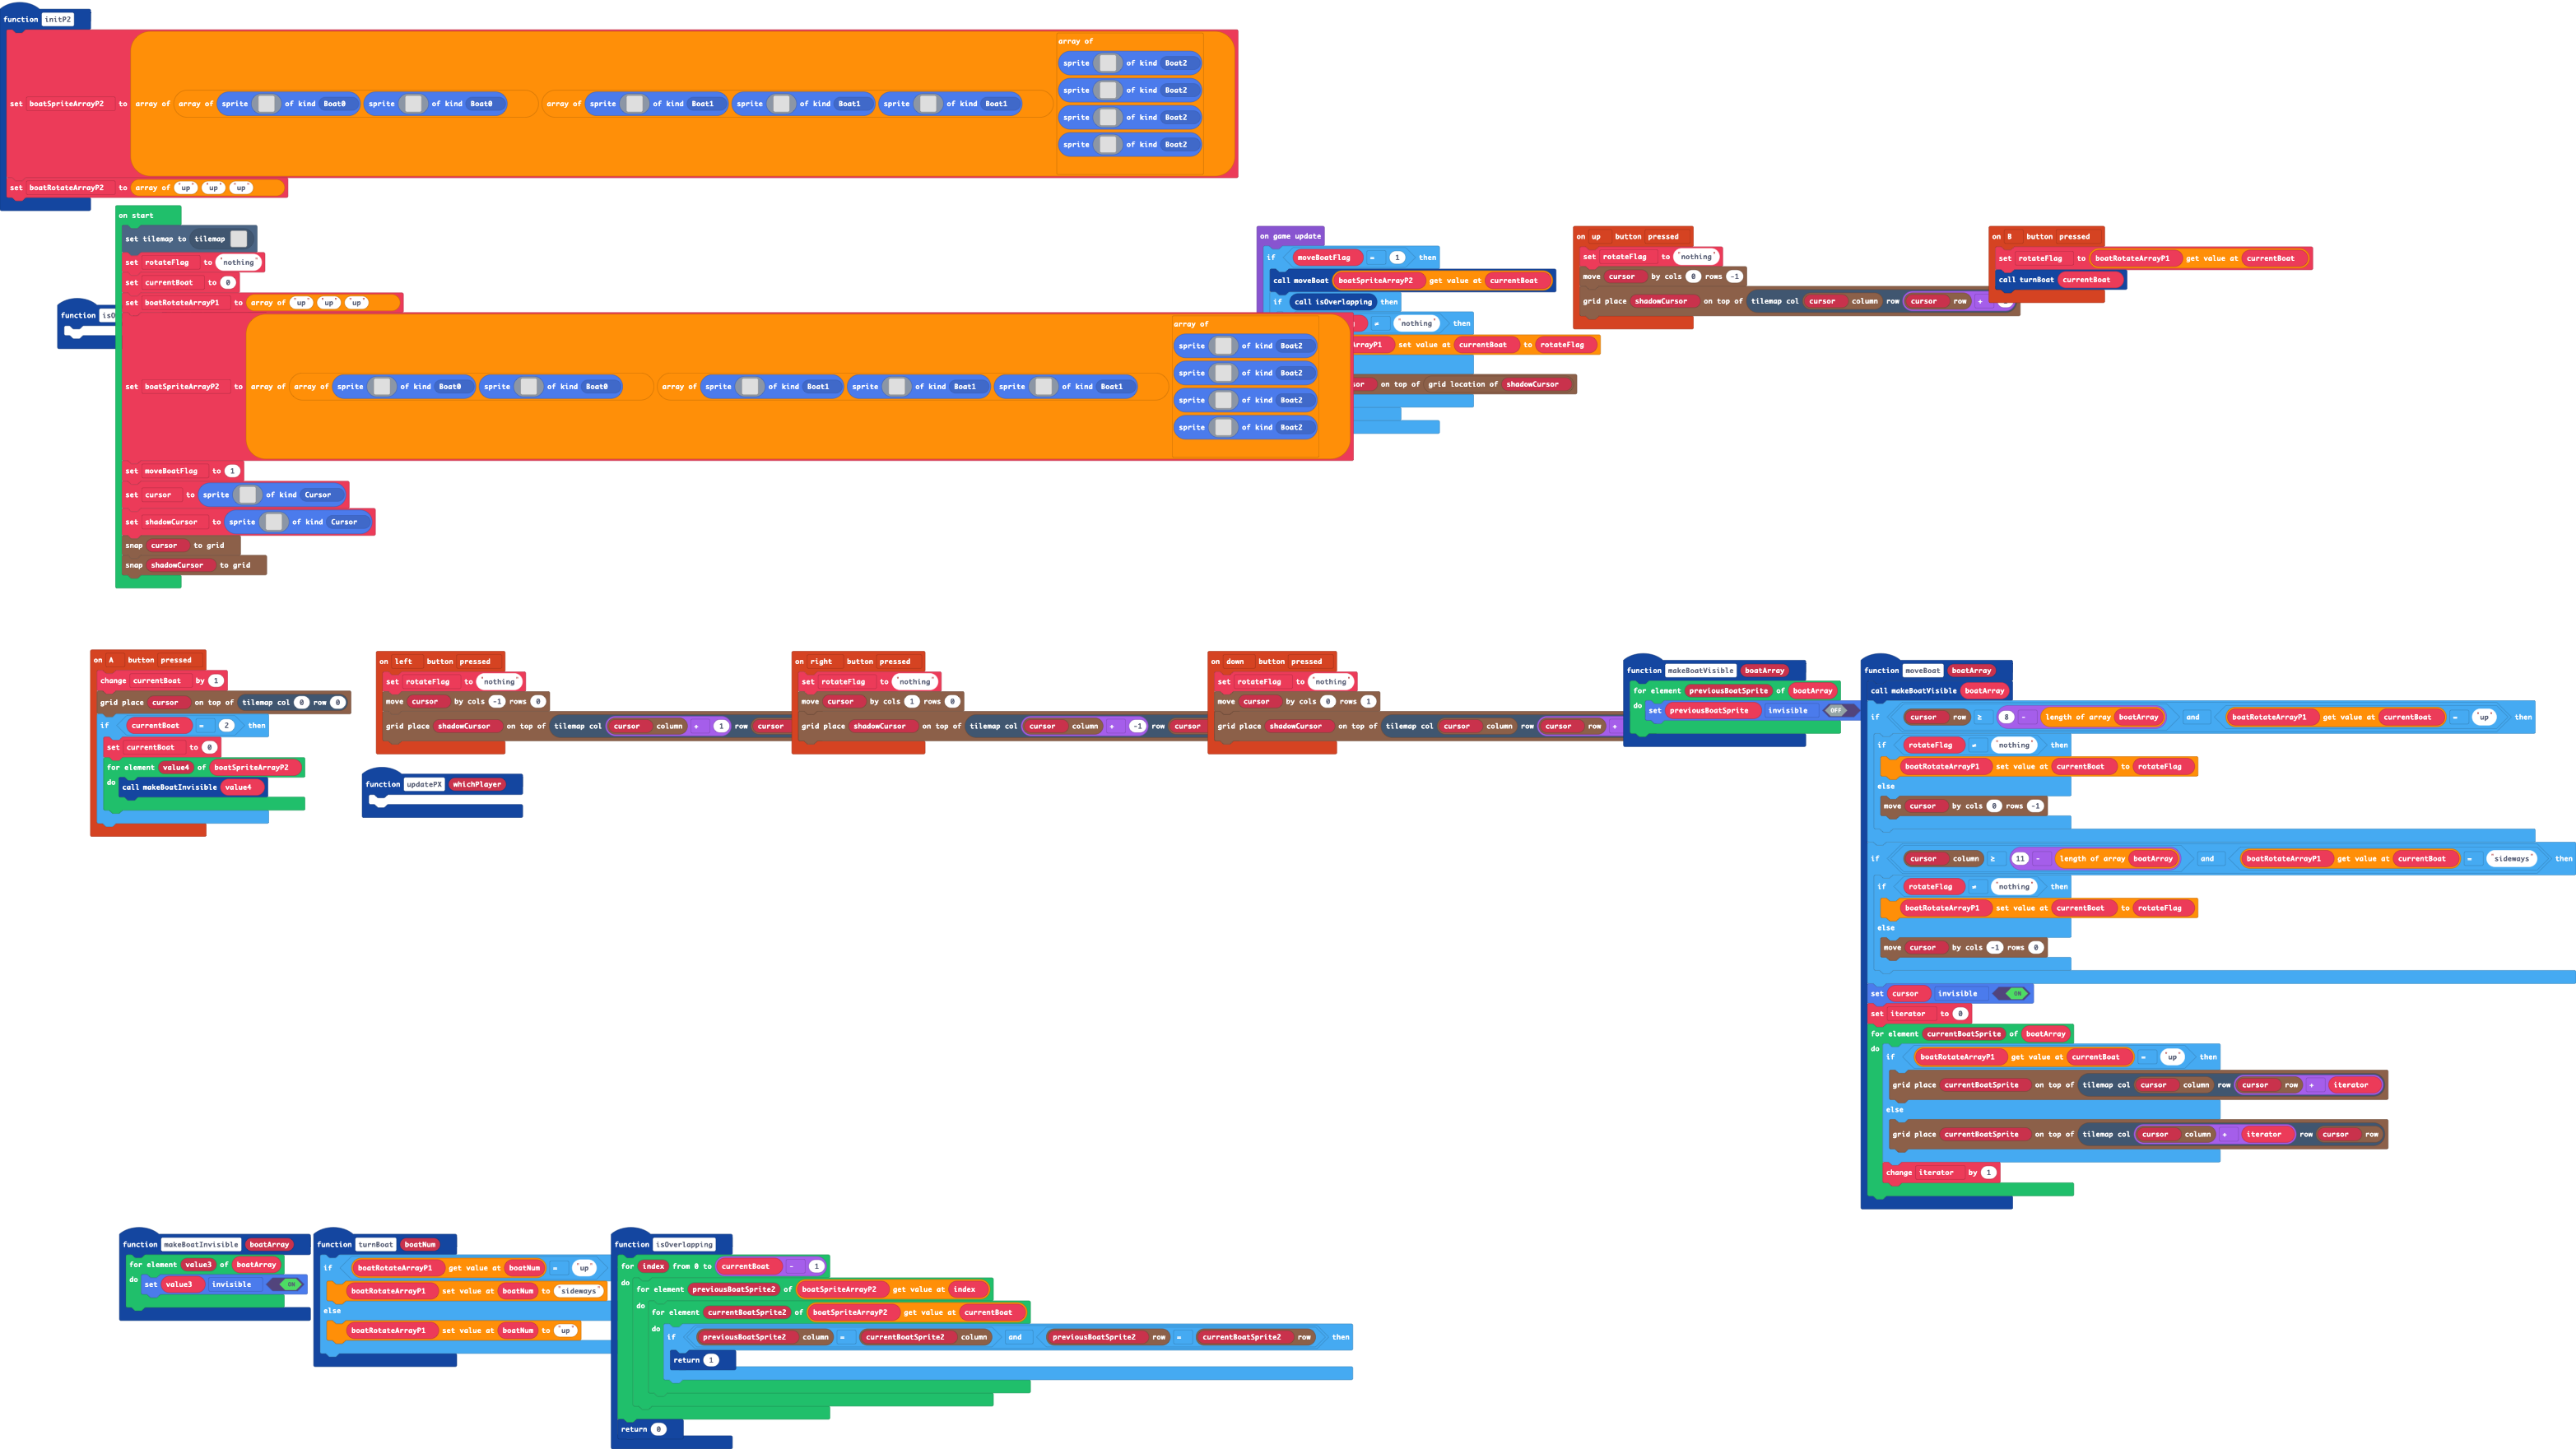 function initP2
array of
sprite of kind Boat2
sprite of kind Boat2
set boatSpriteArrayP2 to array of array of sprite of kind Boat0 sprite of kind Boat0 array of sprite of kind Boat1 sprite of kind Boat1 sprite of kind Boat1
sprite of kind Boat2
sprite of kind Boat2
set boatRotateArrayP2 to array of "up" "up" "up"
on start
set tilemap to tilemap
set rotateFlag to "nothing"
set currentBoat to 0
set boatRotateArrayP1 to array of "up" "up" "up"
function isO
array of
sprite of kind Boat2
sprite of kind Boat2
set boatSpriteArrayP2 to array of array of sprite of kind Boat0 sprite of kind Boat0 array of sprite of kind Boat1 sprite of kind Boat1 sprite of kind Boat1
sprite of kind Boat2
sprite of kind Boat2
set moveBoatFlag to 1
set cursor to sprite of kind Cursor
set shadowCursor to sprite of kind Cursor
snap cursor to grid
snap shadowCursor to grid
on game update
if moveBoatFlag = 1 then
call moveBoat boatSpriteArrayP2 get value at currentBoat
if call isOverlapping then
≠ "nothing" then
ArrayP1 set value at currentBoat to rotateFlag
sor on top of grid location of shadowCursor
on up button pressed
set rotateFlag to "nothing"
move cursor by cols 0 rows -1
grid place shadowCursor on top of tilemap col cursor column row cursor row +
on B button pressed
set rotateFlag to boatRotateArrayP1 get value at currentBoat
call turnBoat currentBoat
on A button pressed
change currentBoat by 1
grid place cursor on top of tilemap col 0 row 0
if currentBoat = 2 then
set currentBoat to 0
for element value4 of boatSpriteArrayP2
do call makeBoatInvisible value4
on left button pressed
set rotateFlag to "nothing"
move cursor by cols -1 rows 0
grid place shadowCursor on top of tilemap col cursor column + 1 row cursor
function updatePX whichPlayer
on right button pressed
set rotateFlag to "nothing"
move cursor by cols 1 rows 0
grid place shadowCursor on top of tilemap col cursor column + -1 row cursor
on down button pressed
set rotateFlag to "nothing"
move cursor by cols 0 rows 1
grid place shadowCursor on top of tilemap col cursor column row cursor row +
function makeBoatVisible boatArray
for element previousBoatSprite of boatArray
do set previousBoatSprite invisible OFF
function moveBoat boatArray
call makeBoatVisible boatArray
if cursor row ≥ 8 - length of array boatArray and boatRotateArrayP1 get value at currentBoat = "up" then
if rotateFlag ≠ "nothing" then
boatRotateArrayP1 set value at currentBoat to rotateFlag
else
move cursor by cols 0 rows -1
if cursor column ≥ 11 - length of array boatArray and boatRotateArrayP1 get value at currentBoat = "sideways" then
if rotateFlag ≠ "nothing" then
boatRotateArrayP1 set value at currentBoat to rotateFlag
else
move cursor by cols -1 rows 0
set cursor invisible ON
set iterator to 0
for element currentBoatSprite of boatArray
do
if boatRotateArrayP1 get value at currentBoat = "up" then
grid place currentBoatSprite on top of tilemap col cursor column row cursor row + iterator
else
grid place currentBoatSprite on top of tilemap col cursor column + iterator row cursor row
change iterator by 1
function makeBoatInvisible boatArray
for element value3 of boatArray
do set value3 invisible ON
function turnBoat boatNum
if boatRotateArrayP1 get value at boatNum = "up"
boatRotateArrayP1 set value at boatNum to "sideways"
else
boatRotateArrayP1 set value at boatNum to "up"
function isOverlapping
for index from 0 to currentBoat - 1
do
for element previousBoatSprite2 of boatSpriteArrayP2 get value at index
do
for element currentBoatSprite2 of boatSpriteArrayP2 get value at currentBoat
do
if previousBoatSprite2 column = currentBoatSprite2 column and previousBoatSprite2 row = currentBoatSprite2 row then
return 1
return 0